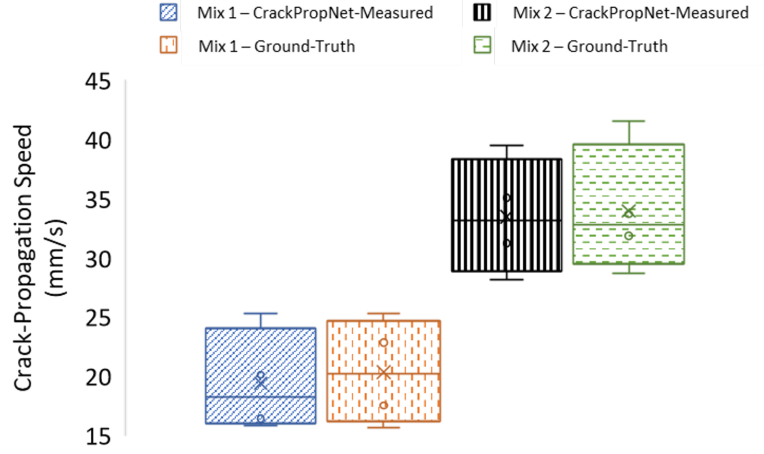 Mix 1 – CrackPropNet-Measured
Mix 2 – CrackPropNet-Measured
Mix 1 – Ground-Truth
Mix 2 – Ground-Truth
Crack-Propagation Speed
(mm/s)
45
40
35
30
25
20
15